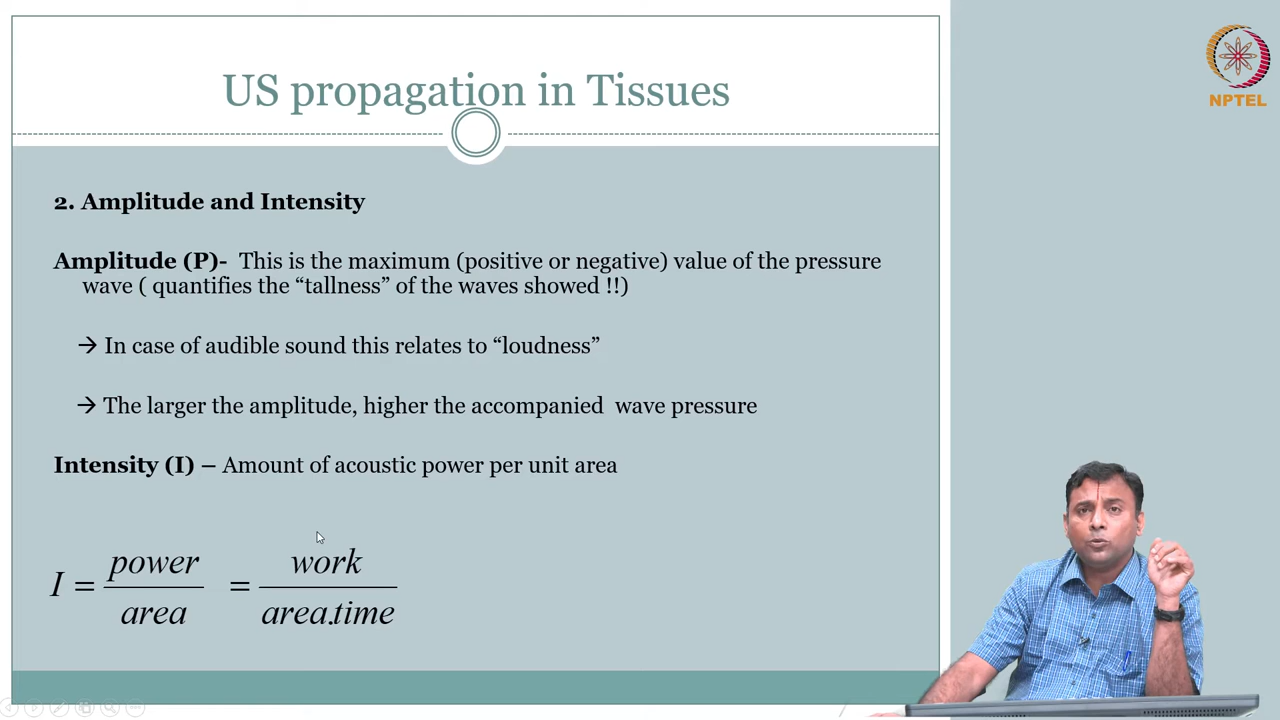 US propagation in Tissues
NPTEL
2. Amplitude and Intensity
Amplitude (P)- This is the maximum (positive or negative) value of the pressure
wave ( quantifies the “tallness” of the waves showed !!)
→ In case of audible sound this relates to “loudness”
→ The larger the amplitude, higher the accompanied wave pressure
Intensity (I) – Amount of acoustic power per unit area
I = power / area = work / area.time